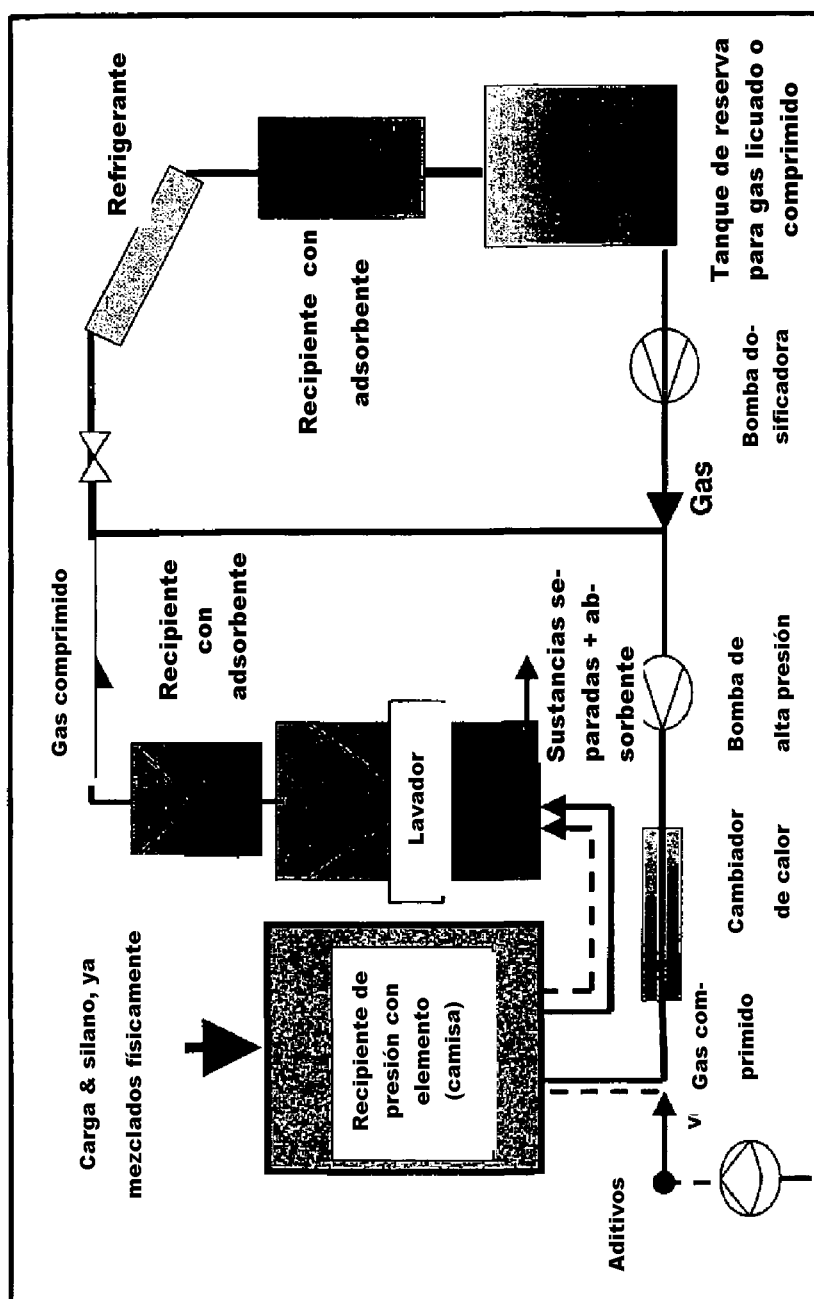 Carga & silano, ya
mezclados físicamente
Gas comprimido
Refrigerante
Recipiente
con
adsorbente
Recipiente con
adsorbente
Recipiente de
presión con
elemento
(camisa)
Lavador
Sustancias se-
paradas + ab-
sorbente
Gas
Aditivos
v
Gas com-
primido
Cambiador
de calor
Bomba de
alta presión
Bomba do-
sificadora
Tanque de reserva
para gas licuado o
comprimido